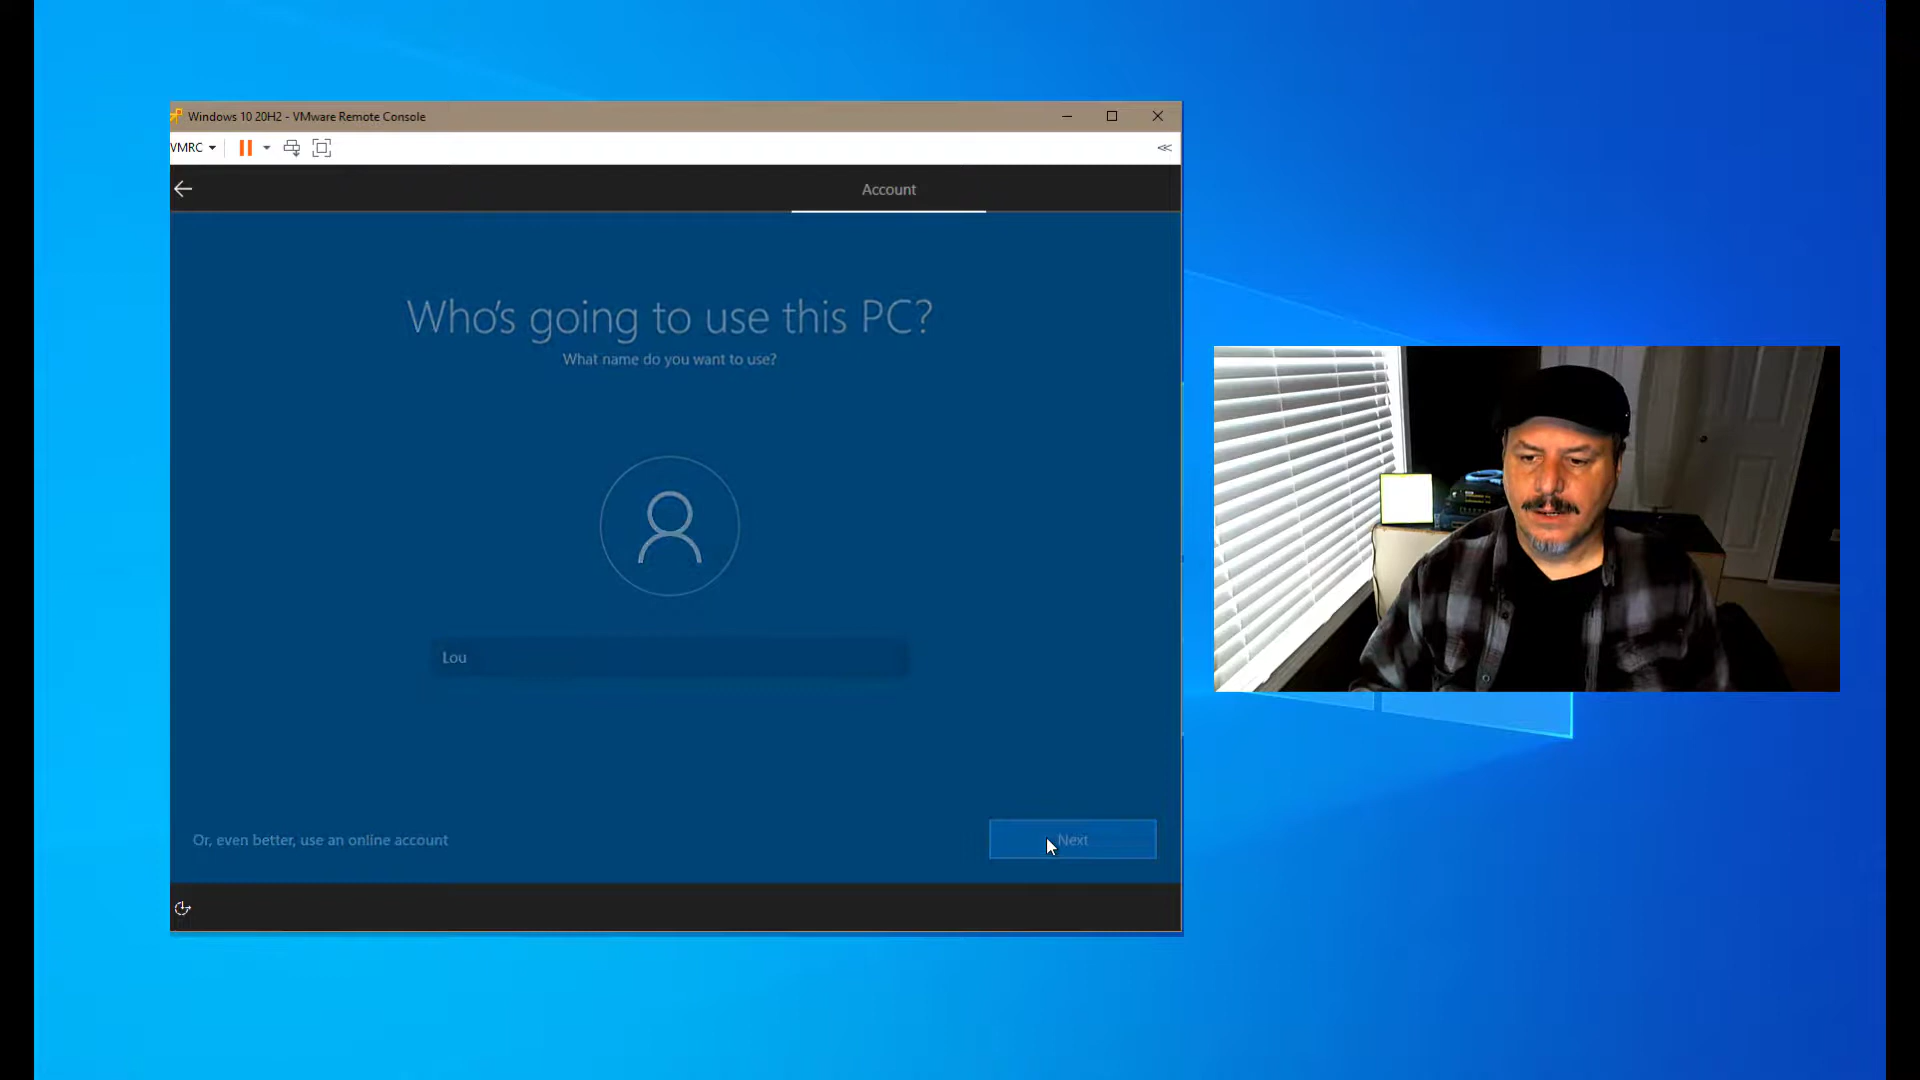 Windows 10 20H2 - VMware Remote Console
VMRC
Account
Who's going to use this PC?
What name do you want to use?
Lou
Or, even better, use an online account
Next